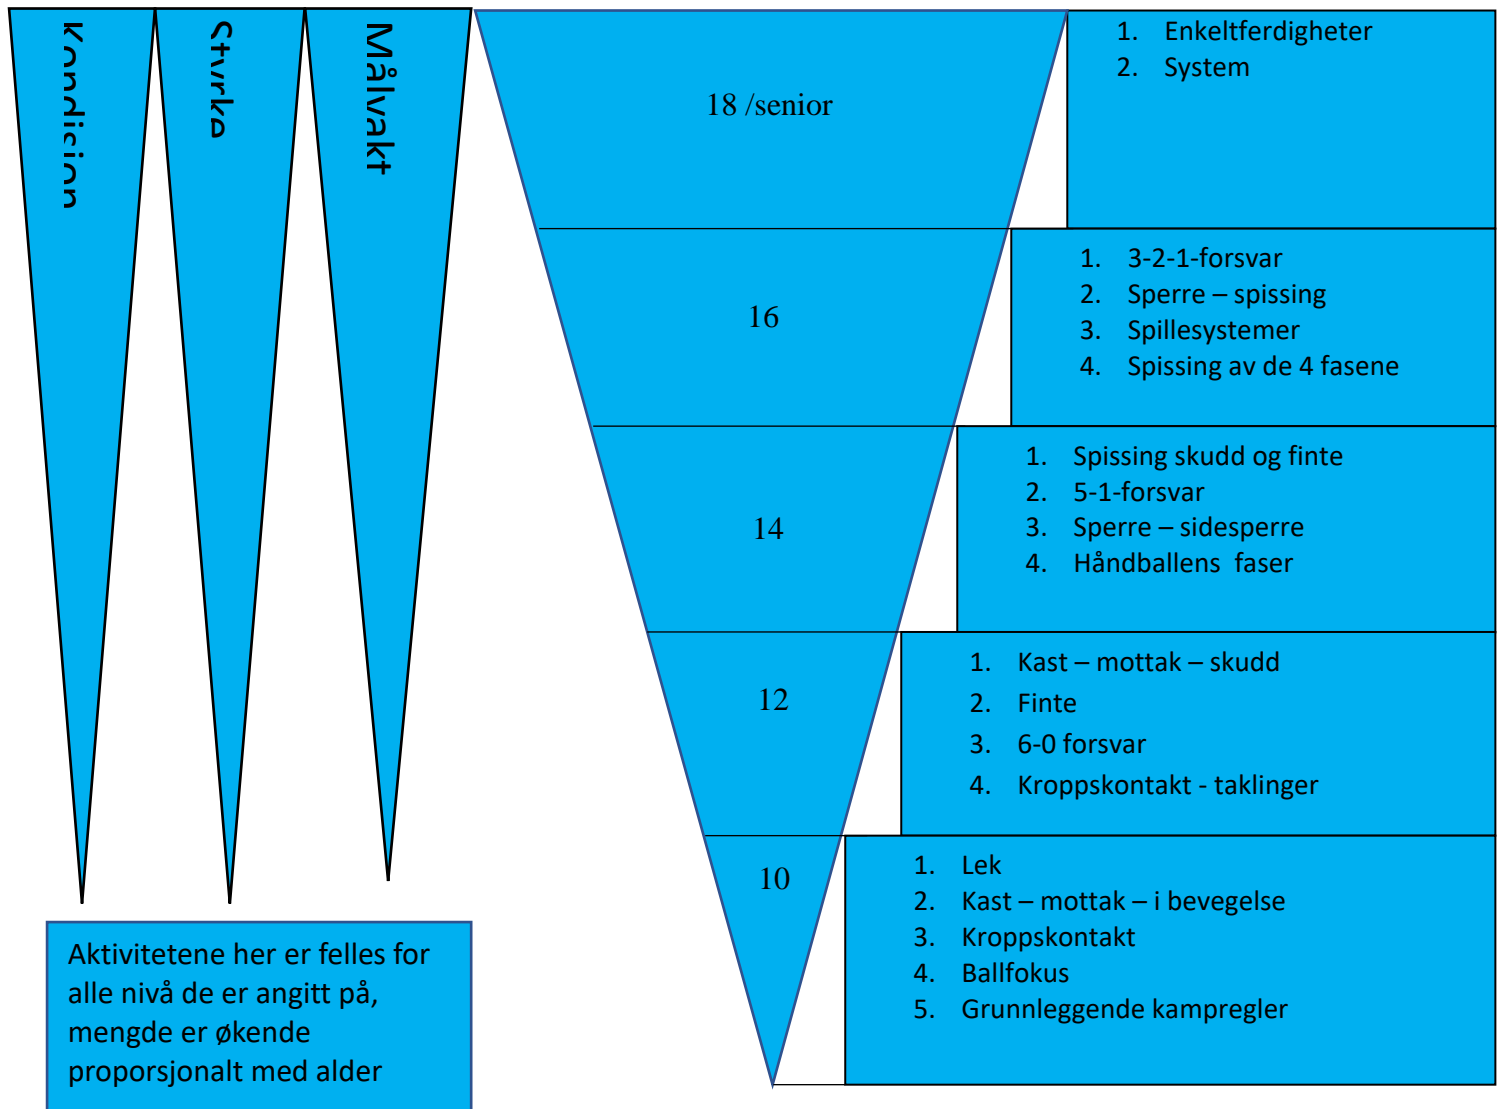 Kondisjon
Styrke
Målvakt
18 /senior
1. Enkeltferdigheter
2. System
16
1. 3-2-1-forsvar
2. Sperre – spissing
3. Spillesystemer
4. Spissing av de 4 fasene
14
1. Spissing skudd og finte
2. 5-1-forsvar
3. Sperre – sidesperre
4. Håndballens faser
12
1. Kast – mottak – skudd
2. Finte
3. 6-0 forsvar
4. Kroppskontakt - taklinger
10
1. Lek
2. Kast – mottak – i bevegelse
3. Kroppskontakt
4. Ballfokus
5. Grunnleggende kampregler
Aktivitetene her er felles for
alle nivå de er angitt på,
mengde er økende
proporsjonalt med alder